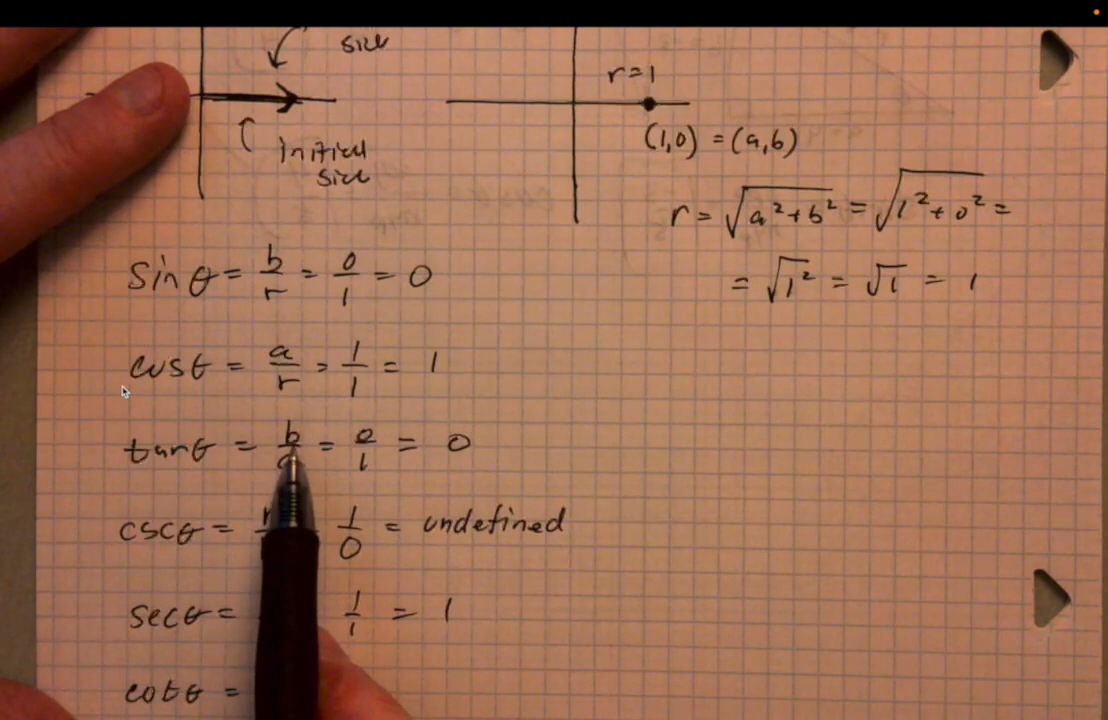 side
initial
side
r=1
(1,0) = (a,b)
r = √a²+b² = √1²+0² =
= √1² = √1 = 1
sin θ = b/r = 0/1 = 0
cos θ = a/r = 1/1 = 1
tan θ = b/ = 0/1 = 0
csc θ = 1/0 = undefined
sec θ = 1/1 = 1
cot θ =